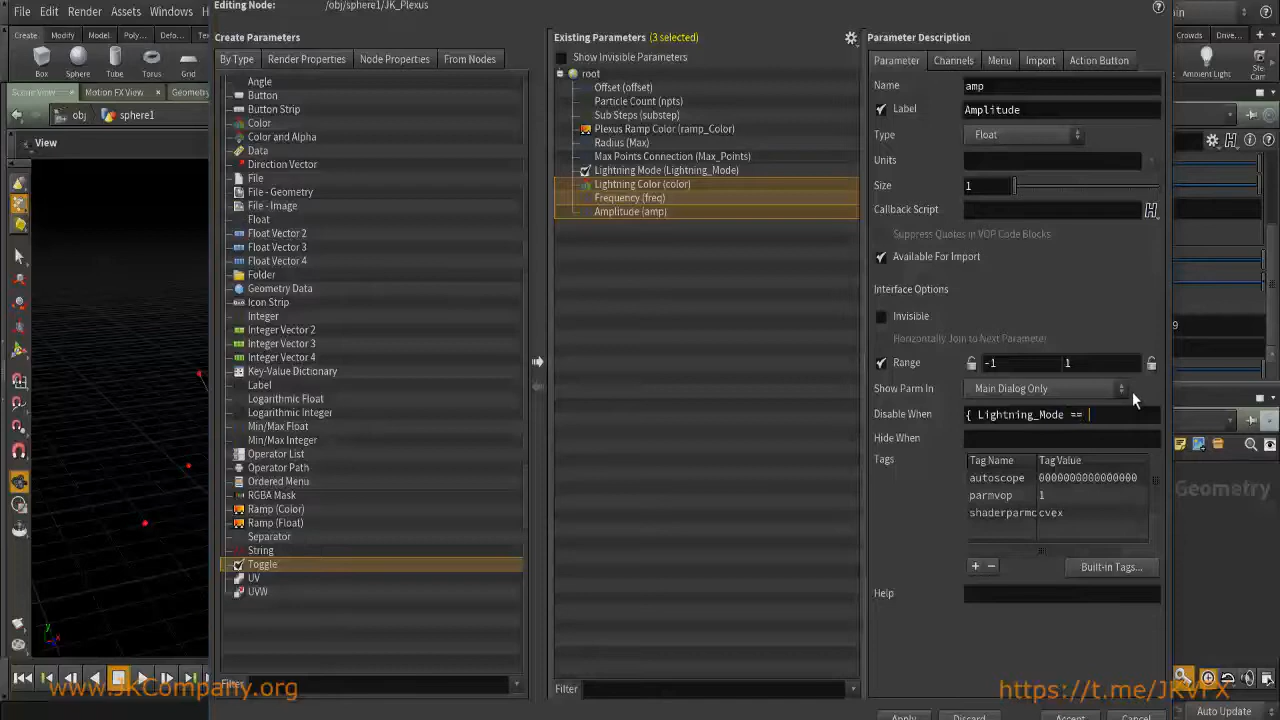 Editing Node: /obj/sphere1/JK_Plexus
File Edit Render Assets Windows
Create Modify Model Poly... Defo... Crowds Drive...
Box Sphere Tube Torus Grid
Ambient Light
Scene View Motion FX View Geometry
obj sphere1
View
Create Parameters
By Type Render Properties Node Properties From Nodes
Angle
Button
Button Strip
Color
Color and Alpha
Data
Direction Vector
File
File - Geometry
File - Image
Float
Float Vector 2
Float Vector 3
Float Vector 4
Folder
Geometry Data
Icon Strip
Integer
Integer Vector 2
Integer Vector 3
Integer Vector 4
Key-Value Dictionary
Label
Logarithmic Float
Logarithmic Integer
Min/Max Float
Min/Max Integer
Operator List
Operator Path
Ordered Menu
RGBA Mask
Ramp (Color)
Ramp (Float)
Separator
String
Toggle
UV
UVW
Filter
Existing Parameters (3 selected)
Show Invisible Parameters
root
Offset (offset)
Particle Count (npts)
Sub Steps (substep)
Plexus Ramp Color (ramp_Color)
Radius (Max)
Max Points Connection (Max_Points)
Lightning Mode (Lightning_Mode)
Lightning Color (color)
Frequency (freq)
Amplitude (amp)
Filter
Parameter Description
Parameter Channels Menu Import Action Button
Name amp
Label Amplitude
Type Float
Units
Size 1
Callback Script
Suppress Quotes in VOP Code Blocks
Available For Import
Interface Options
Invisible
Horizontally Join to Next Parameter
Range -1 1
Show Parm In Main Dialog Only
Disable When { Lightning_Mode ==
Hide When
Tags Tag Name Tag Value
autoscope 0000000000000000
parmvop 1
shaderparmc cvex
+ − Built-in Tags...
Help
Apply Discard Accept Cancel
Geometry
Auto Update
www.JKCompany.org
https://t.me/JKVFX